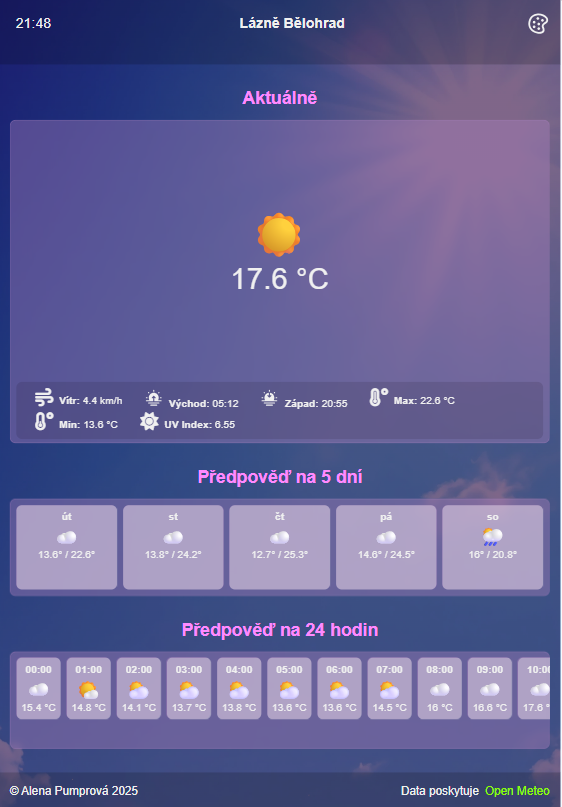 21:48 Lázně Bělohrad
Aktuálně
17.6 °C
Vítr: 4.4 km/h Východ: 05:12 Západ: 20:55 Max: 22.6 °C
Min: 13.6 °C UV Index: 6.55
Předpověď na 5 dní
út st čt pá so
13.6° / 22.6° 13.8° / 24.2° 12.7° / 25.3° 14.6° / 24.5° 16° / 20.8°
Předpověď na 24 hodin
00:00 01:00 02:00 03:00 04:00 05:00 06:00 07:00 08:00 09:00 10:00
15.4 °C 14.8 °C 14.1 °C 13.7 °C 13.8 °C 13.6 °C 13.6 °C 14.5 °C 16 °C 16.6 °C 17.6 °
© Alena Pumprová 2025 Data poskytuje Open Meteo